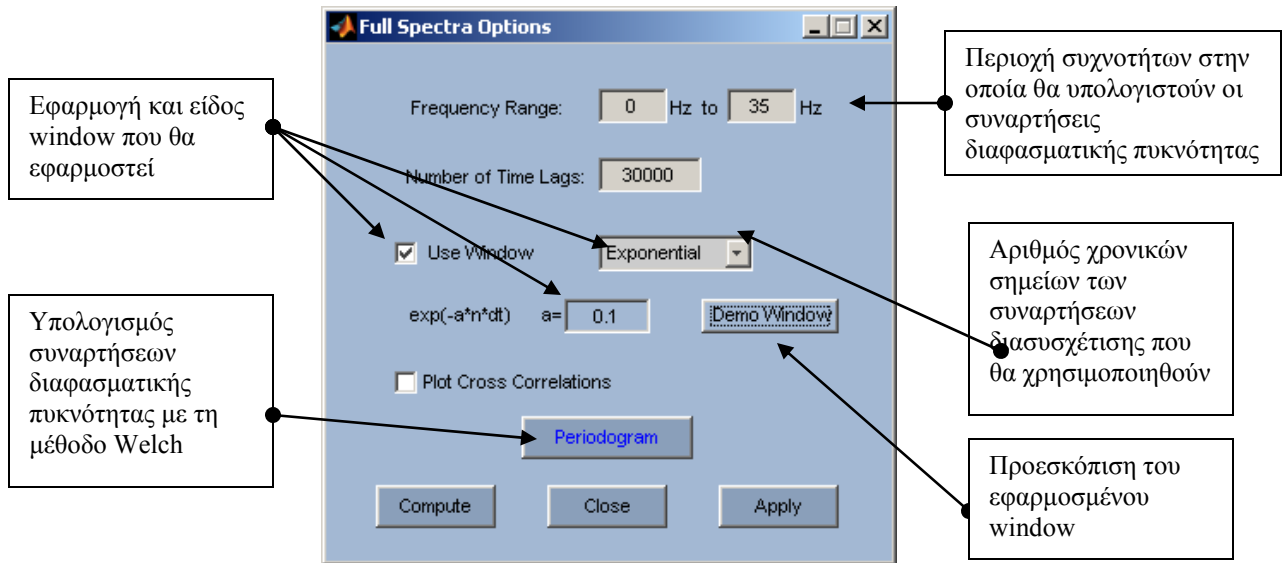 Full Spectra Options
Εφαρμογή και είδος
window που θα
εφαρμοστεί
Υπολογισμός
συναρτήσεων
διαφασματικής
πυκνότητας με τη
μέθοδο Welch
Frequency Range: 0 Hz to 35 Hz
Number of Time Lags: 30000
Use Window Exponential
exp(-a*n*dt) a= 0.1 Demo Window
Plot Cross Correlations
Periodogram
Compute Close Apply
Περιοχή συχνοτήτων στην
οποία θα υπολογιστούν οι
συναρτήσεις
διαφασματικής πυκνότητας
Αριθμός χρονικών
σημείων των
συναρτήσεων
διασυσχέτισης που
θα χρησιμοποιηθούν
Προεσκόπιση του
εφαρμοσμένου
window